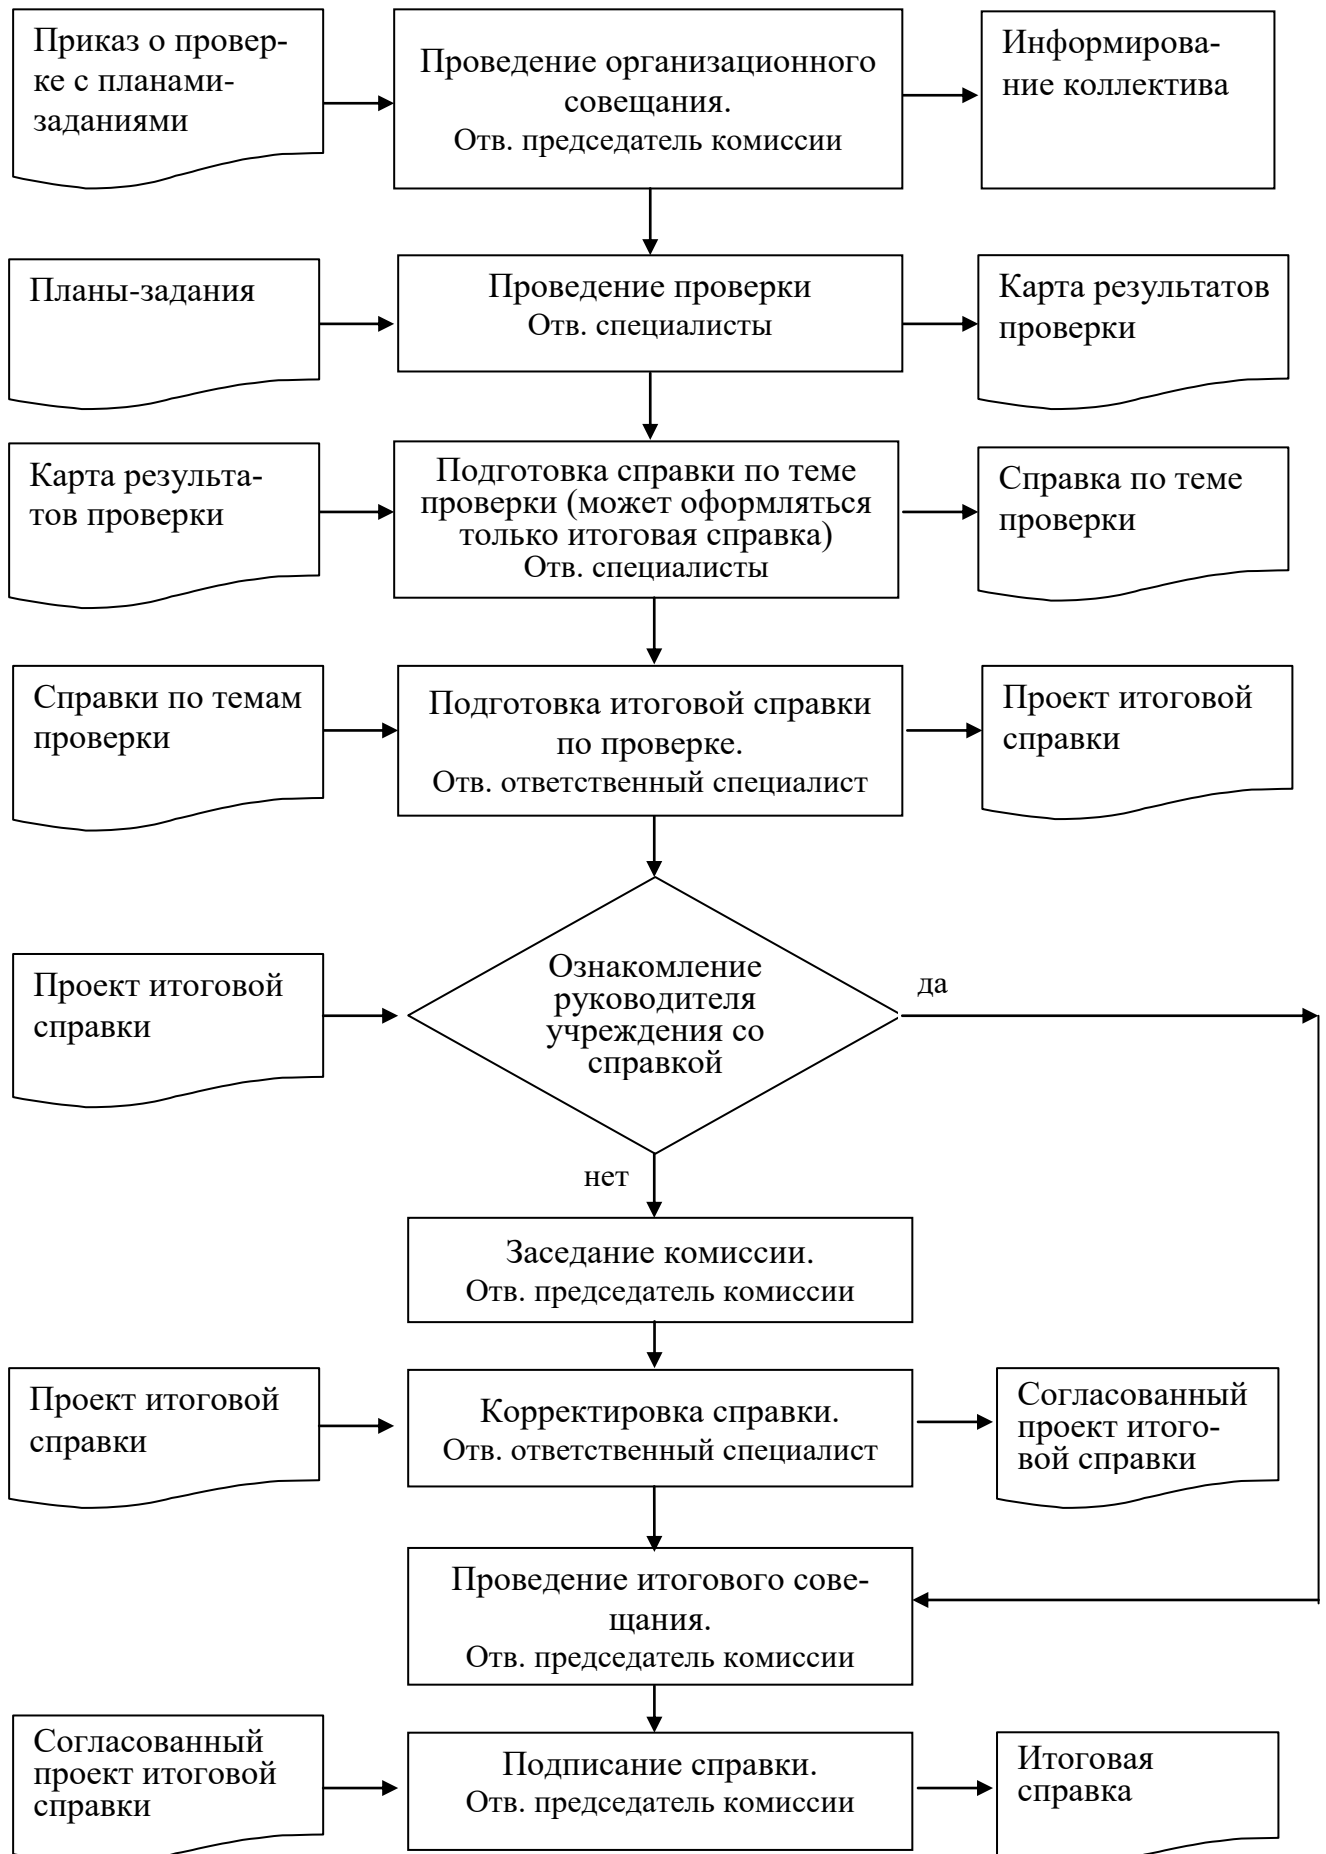 Приказ о провер-
ке с планами-
заданиями
Проведение организационного
совещания.
Отв. председатель комиссии
Информирова-
ние коллектива
Планы-задания
Проведение проверки
Отв. специалисты
Карта результатов
проверки
Карта результа-
тов проверки
Подготовка справки по теме
проверки (может оформляться
только итоговая справка)
Отв. специалисты
Справка по теме
проверки
Справки по темам
проверки
Подготовка итоговой справки
по проверке.
Отв. ответственный специалист
Проект итоговой
справки
Проект итоговой
справки
Ознакомление
руководителя
учреждения со
справкой
да
нет
Заседание комиссии.
Отв. председатель комиссии
Проект итоговой
справки
Корректировка справки.
Отв. ответственный специалист
Согласованный
проект итого-
вой справки
Проведение итогового сове-
щания.
Отв. председатель комиссии
Согласованный
проект итоговой
справки
Подписание справки.
Отв. председатель комиссии
Итоговая
справка